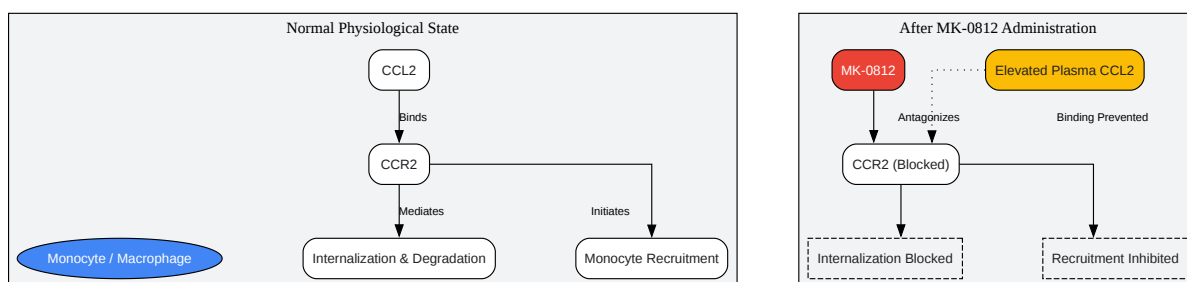 Normal Physiological State
CCL2
Binds
CCR2
Mediates
Initiates
Monocyte / Macrophage
Internalization & Degradation
Monocyte Recruitment
After MK-0812 Administration
MK-0812
Elevated Plasma CCL2
Antagonizes
Binding Prevented
CCR2 (Blocked)
Internalization Blocked
Recruitment Inhibited